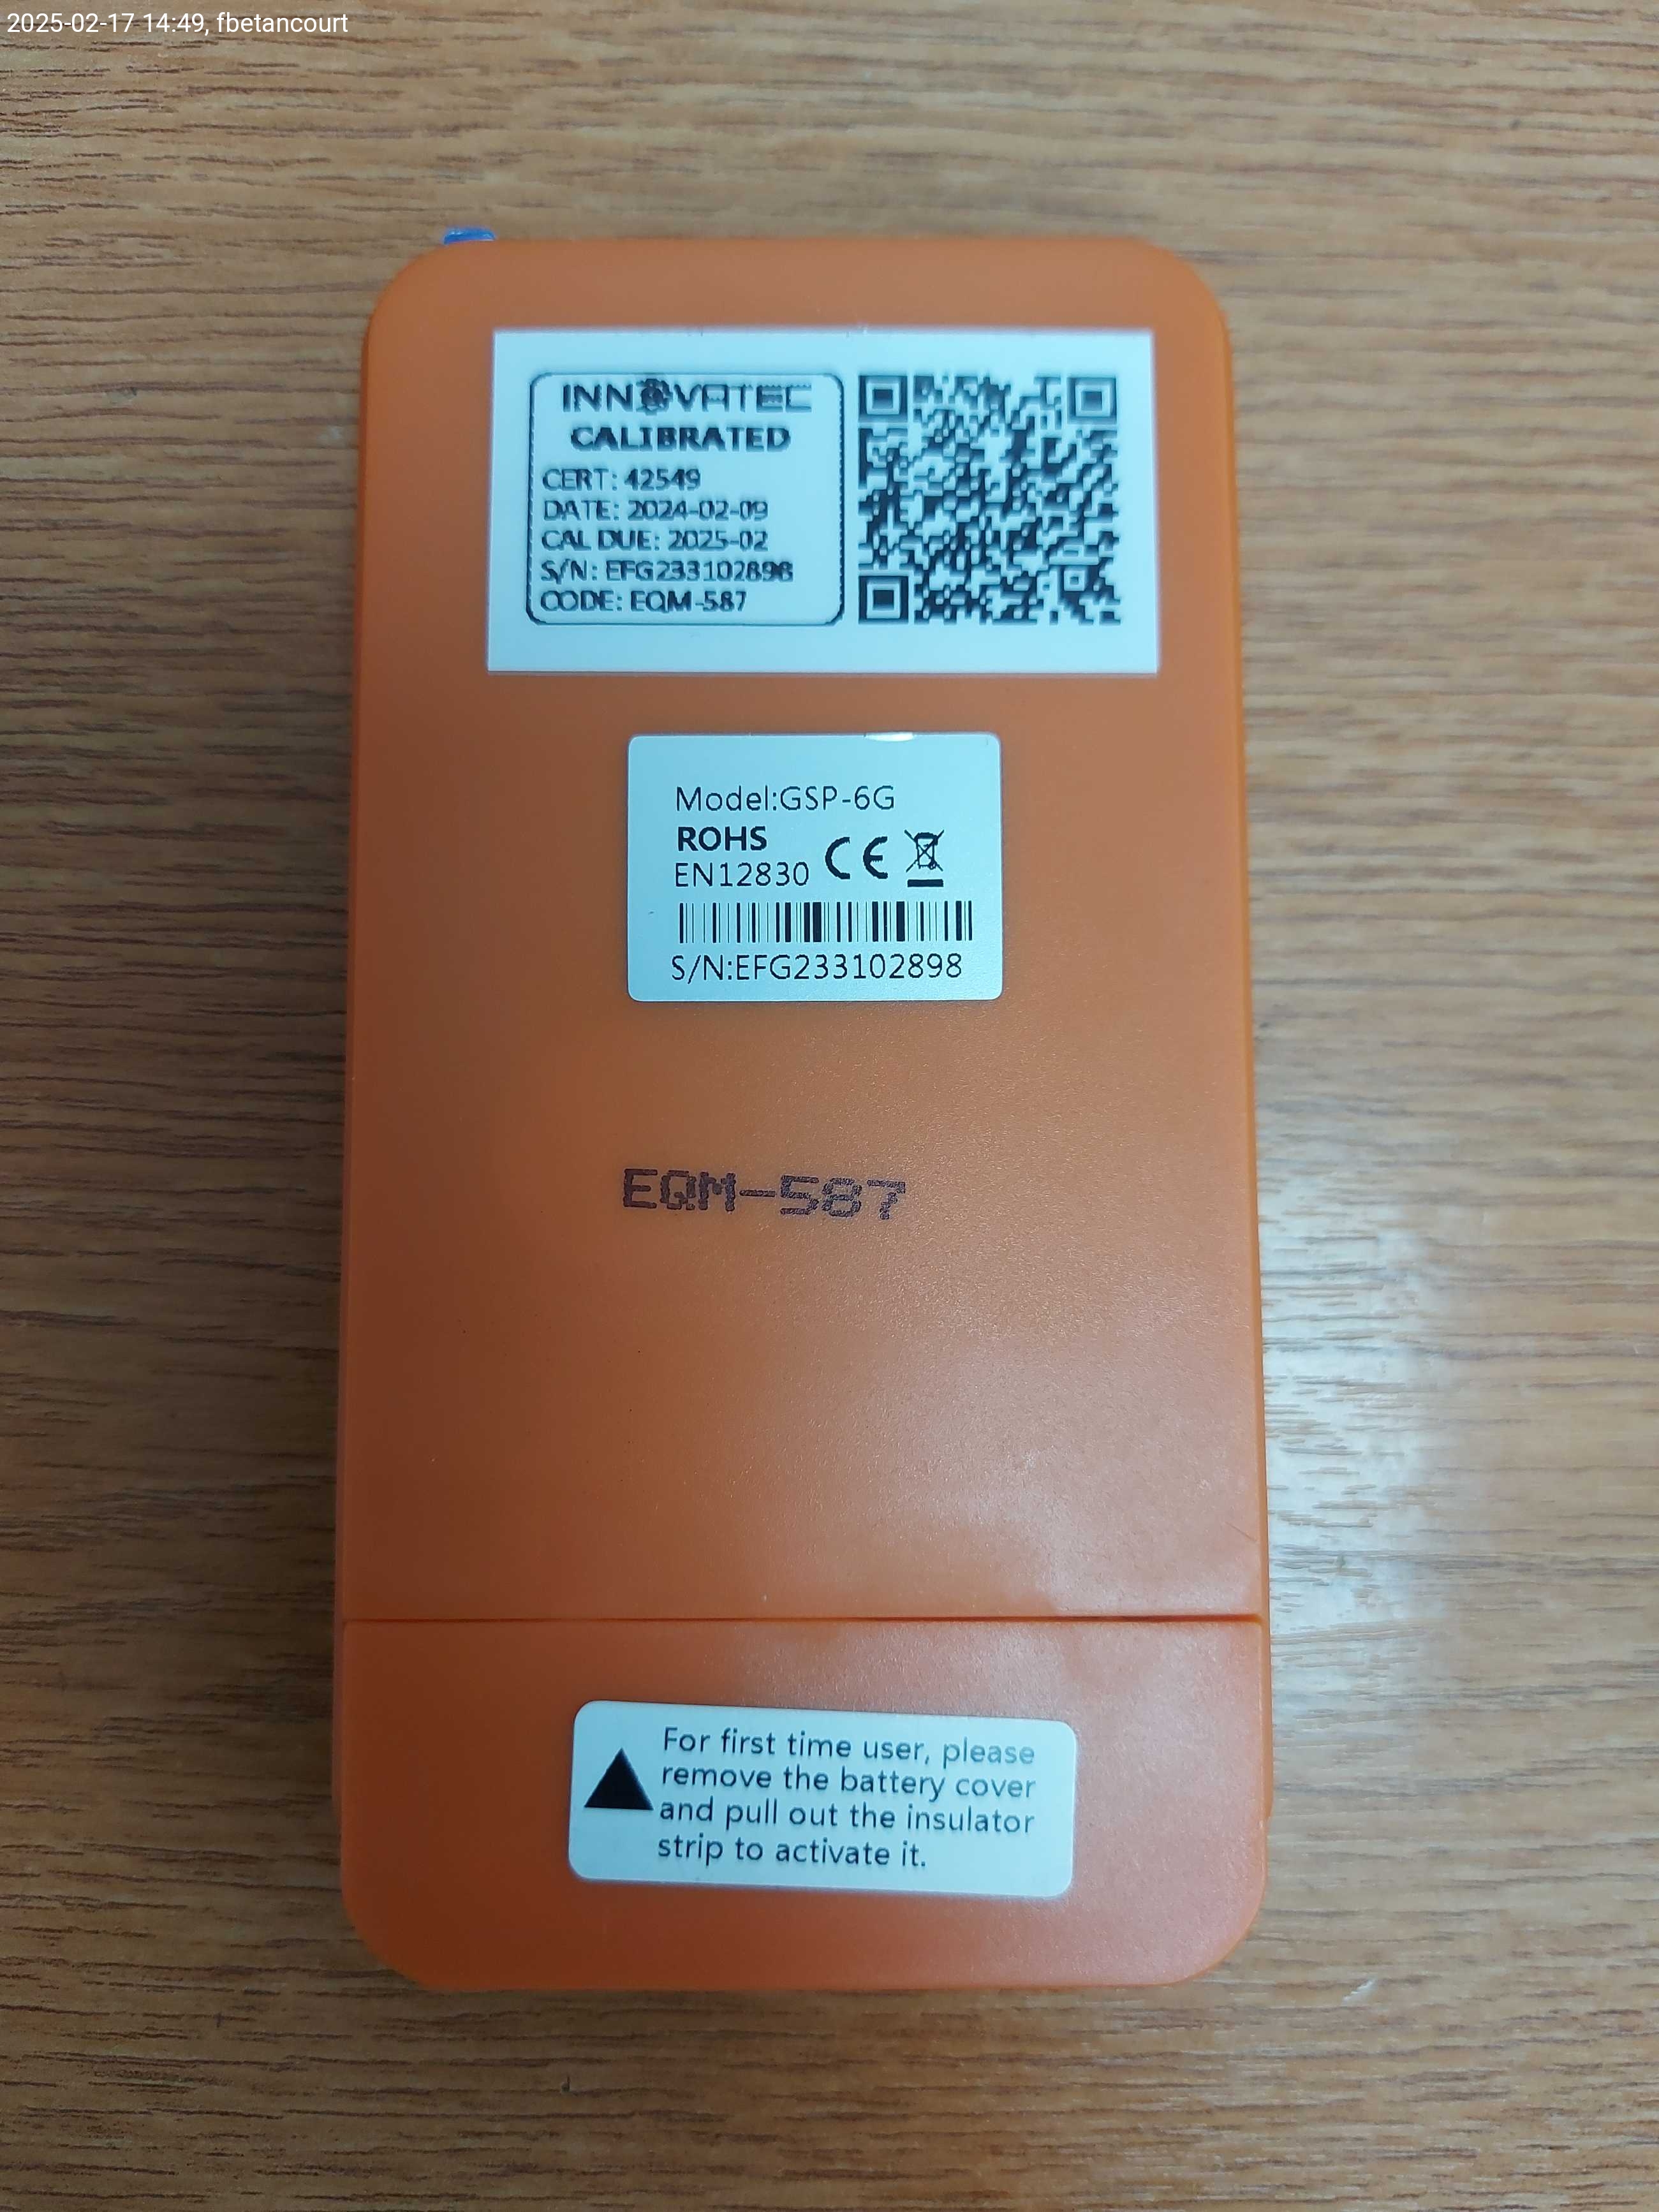 2025-02-17 14:49, fbetancourt
INNOVATEC
CALIBRATED
CERT: 42549
DATE: 2024-02-09
CAL DUE: 2025-02
S/N: EFG233102898
CODE: EQM-587
Model:GSP-6G
ROHS
EN12830 CE
S/N:EFG233102898
EQM-587
For first time user, please
remove the battery cover
and pull out the insulator
strip to activate it.